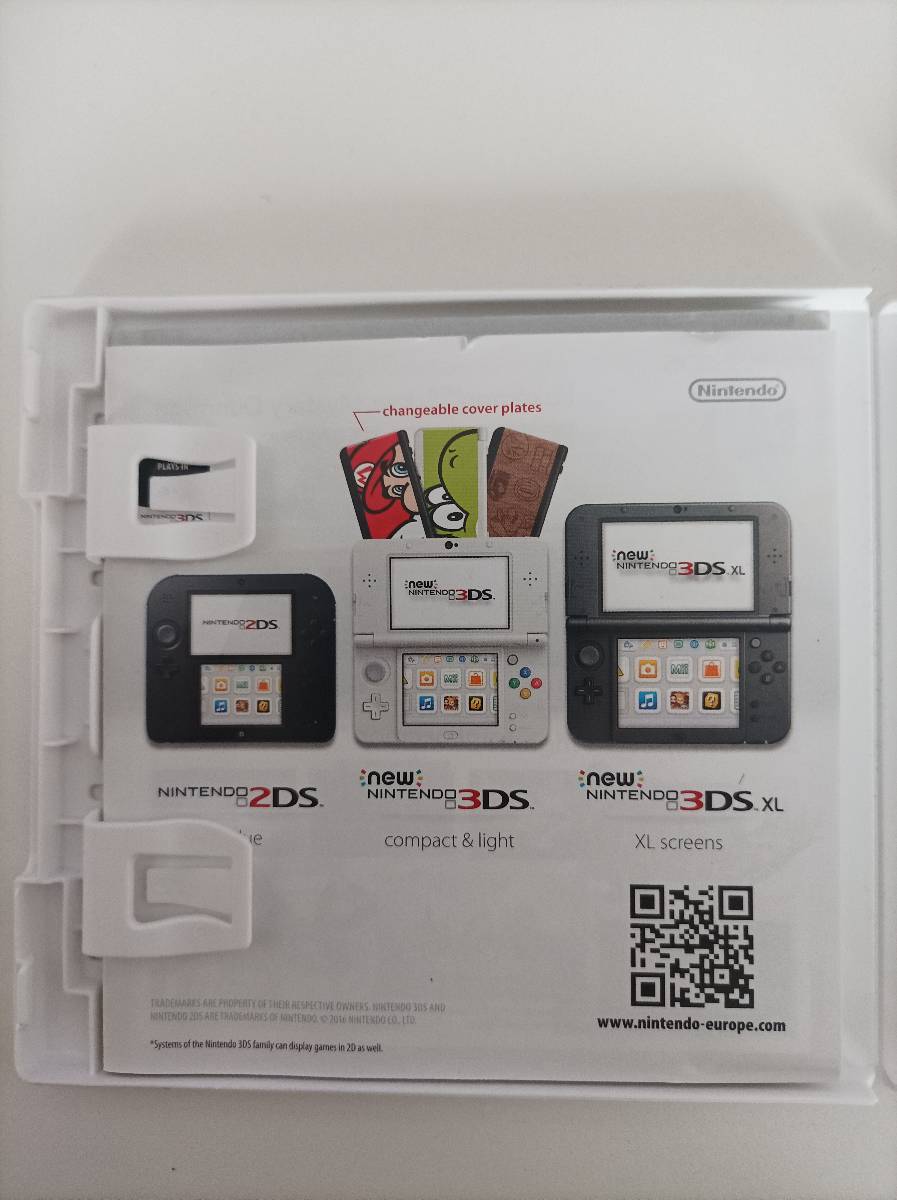 Nintendo
changeable cover plates
PLAYS IN
NINTENDO 3DS
new
NINTENDO 3DS XL
new
NINTENDO 3DS
NINTENDO 2DS
NINTENDO 2DS™
new
NINTENDO 3DS™
new
NINTENDO 3DS™ XL
compact & light
XL screens
TRADEMARKS ARE PROPERTY OF THEIR RESPECTIVE OWNERS. NINTENDO 3DS AND
NINTENDO 2DS ARE TRADEMARKS OF NINTENDO. © 2016 NINTENDO CO., LTD.
www.nintendo-europe.com
*Systems of the Nintendo 3DS family can display games in 2D as well.